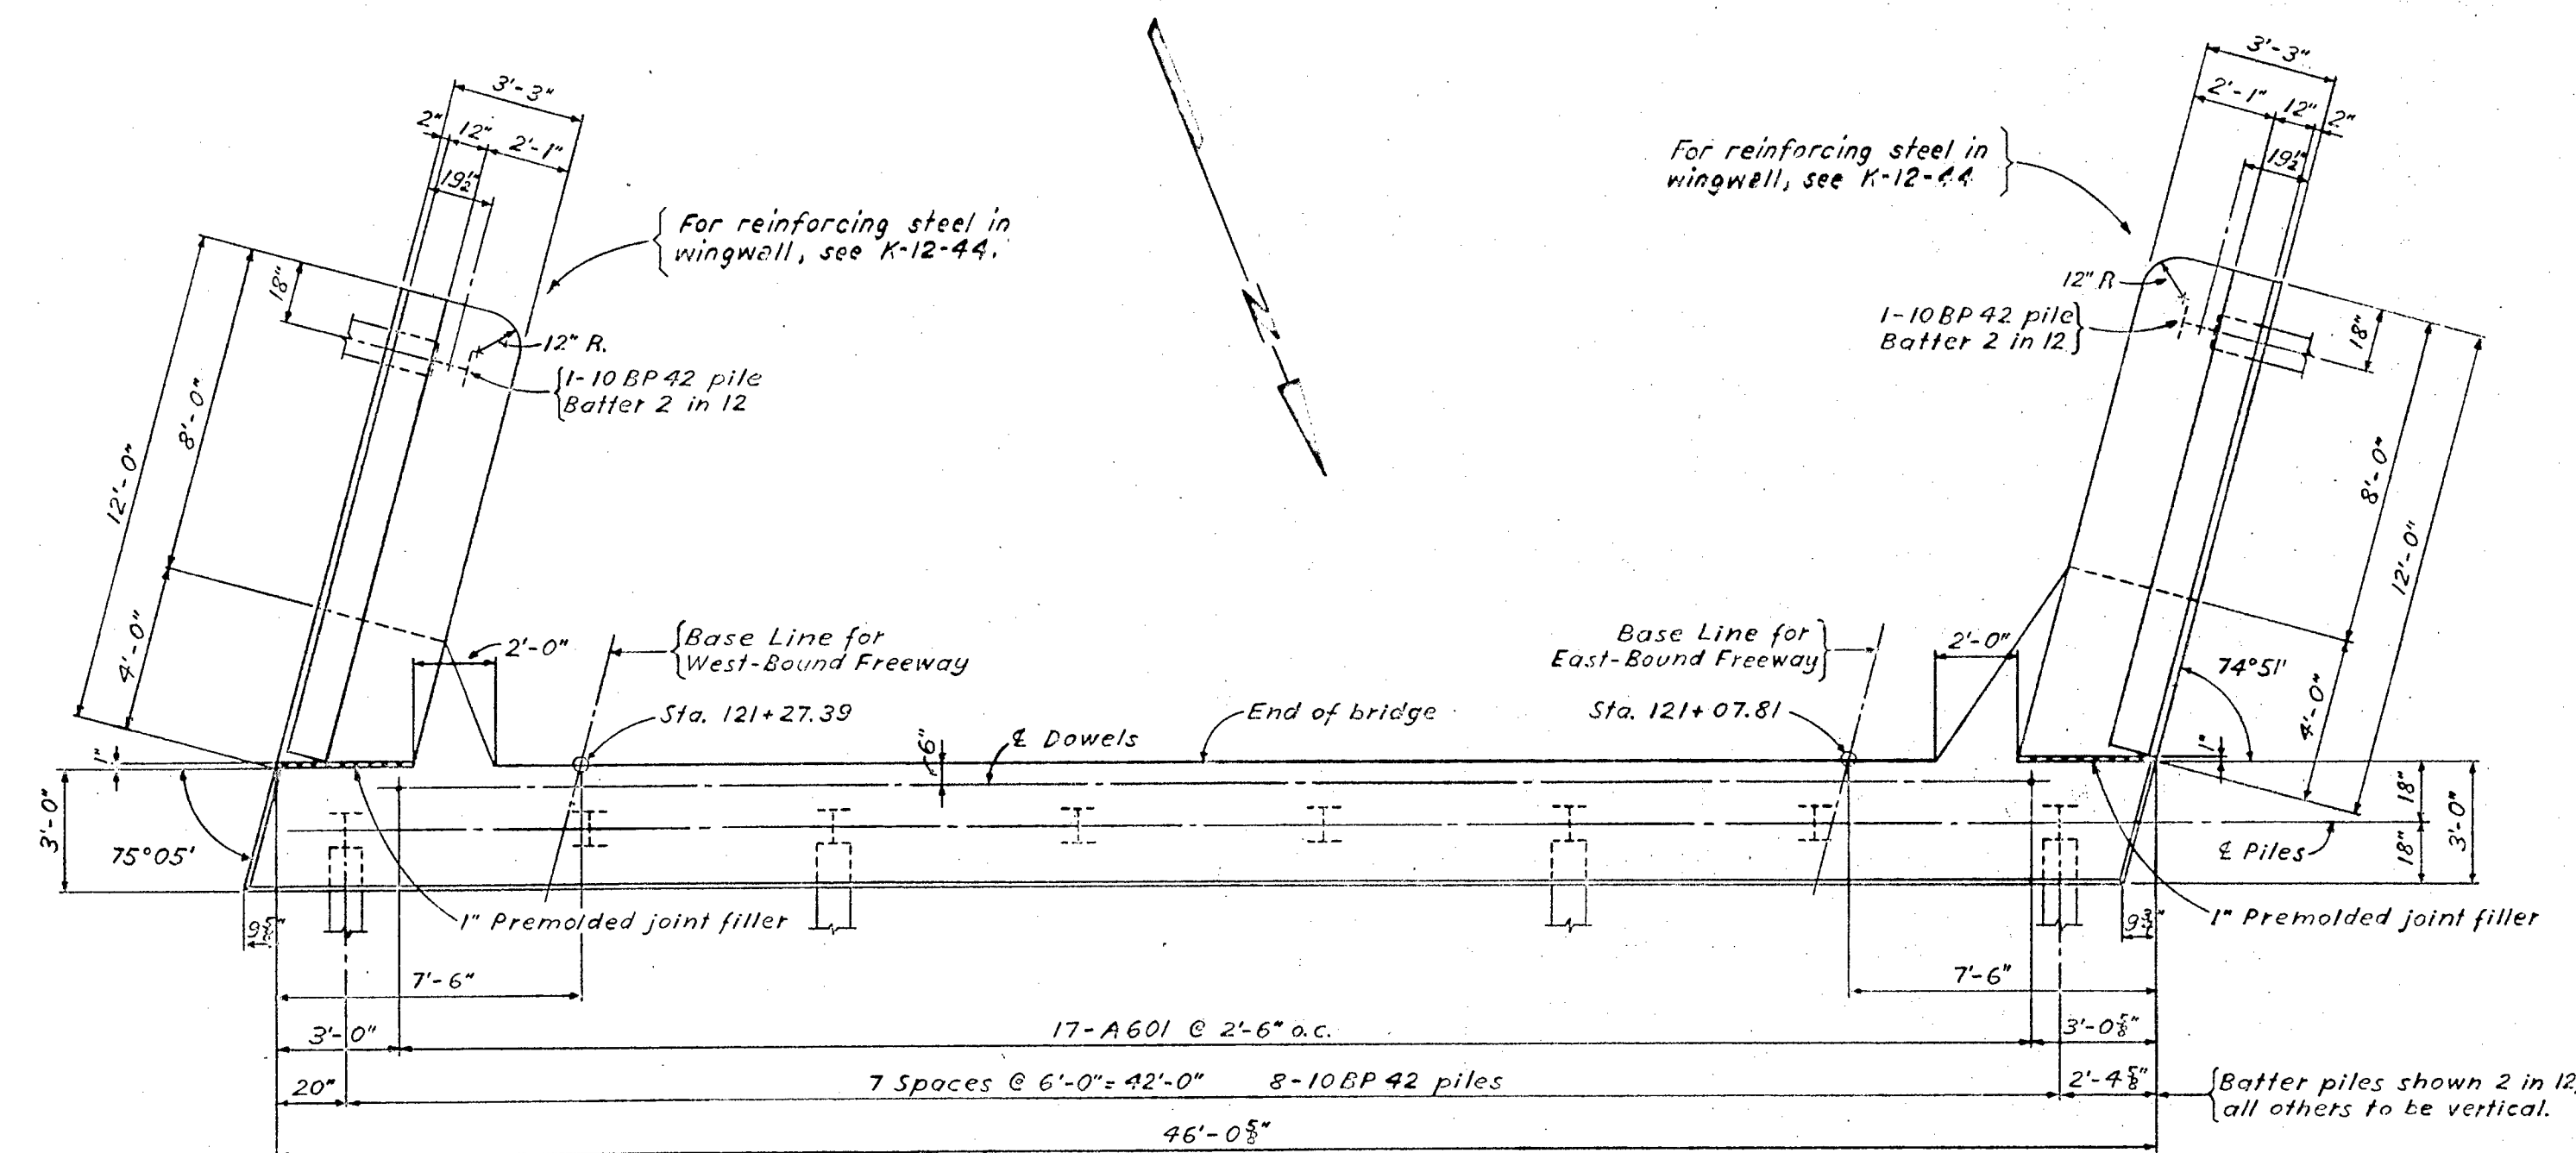 3'-3"
2" 12" 2'-1"
19½"
3'-3"
2'-1" 12" 2"
19½"
For reinforcing steel in
wingwall, see K-12-44.
For reinforcing steel in
wingwall, see K-12-44
18"
12" R.
1-10 BP 42 pile
Batter 2 in 12
12" R
1-10 BP 42 pile
Batter 2 in 12
18"
N
8'-0"
12'-0"
4'-0"
8'-0"
12'-0"
4'-0"
2'-0"
Base Line for
West-Bound Freeway
Base Line for
East-Bound Freeway
2'-0"
74°51'
Sta. 121+27.39
End of bridge
Sta. 121+07.81
1"
6"
℄ Dowels
1"
3'-0"
75°05'
18"
18"
3'-0"
℄ Piles
1" Premolded joint filler
1" Premolded joint filler
7'-6"
7'-6"
3'-0"
17-A601 @ 2'-6" o.c.
3'-0⅝"
20"
7 Spaces @ 6'-0"= 42'-0" 8-10BP 42 piles
2'-4⅝"
Batter piles shown 2 in 12,
all others to be vertical.
46'-0⅝"